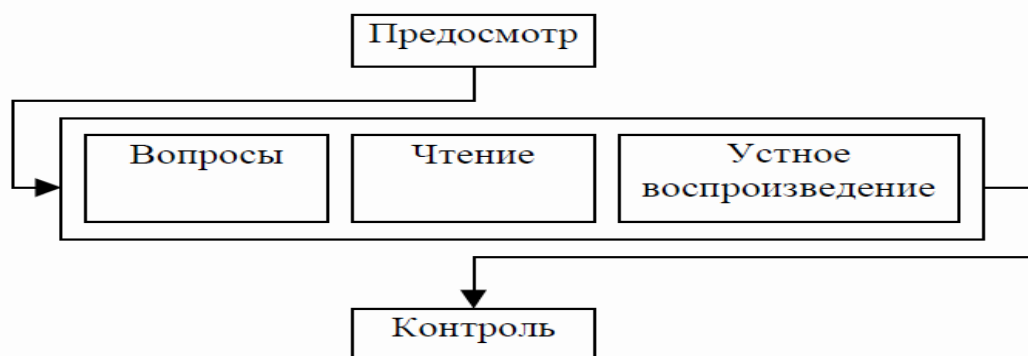 Предосмотр
Вопросы
Чтение
Устное
воспроизведение
Контроль